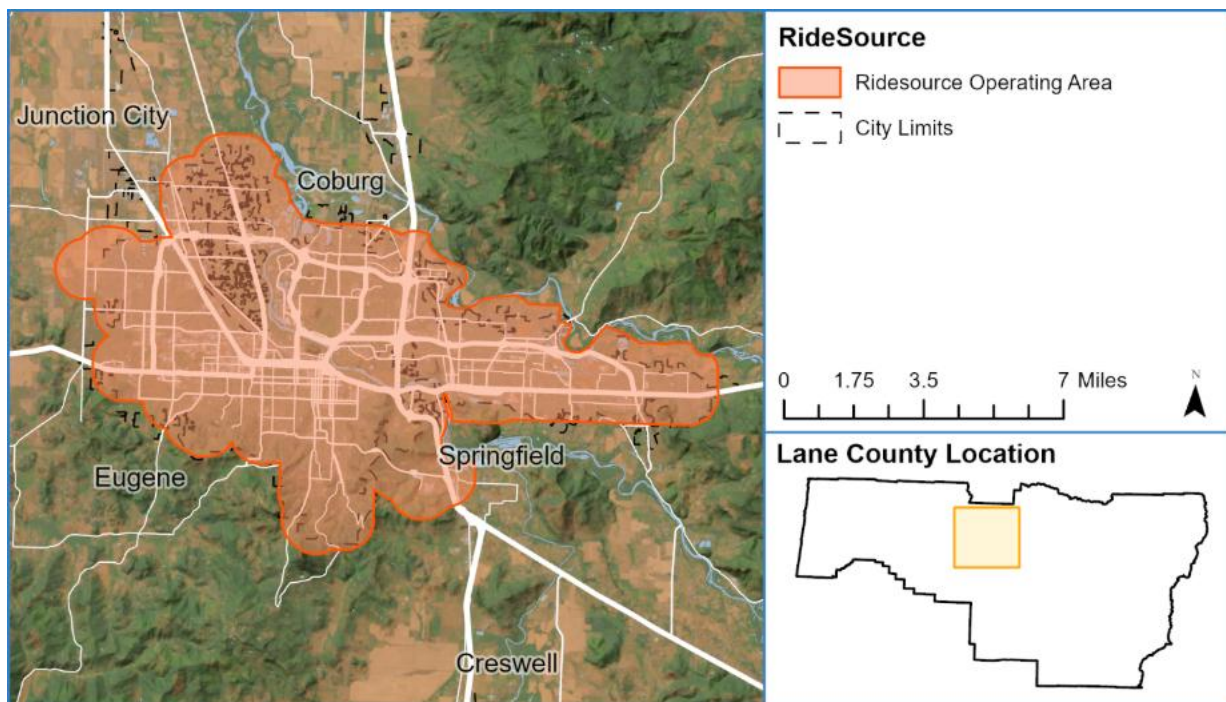 Junction City
Coburg
Springfield
Eugene
Creswell
RideSource
Ridesource Operating Area
City Limits
0 1.75 3.5 7 Miles
N
Lane County Location